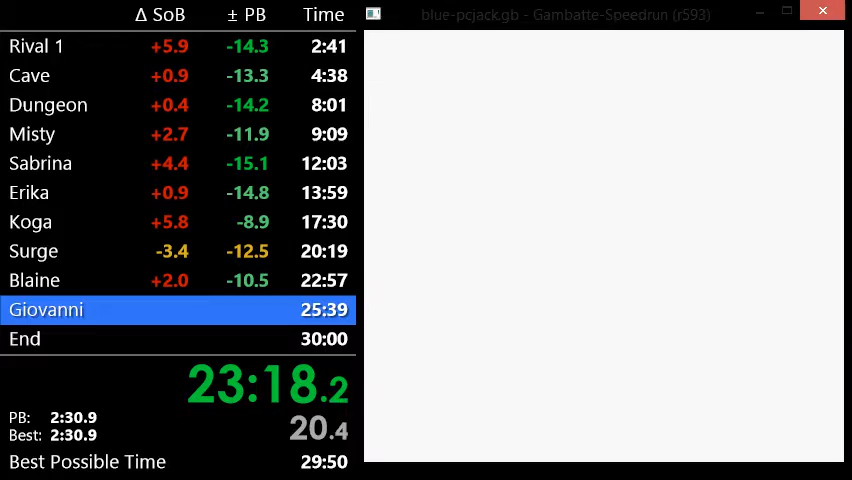 Δ SoB ± PB Time
blue-pcjack.gb - Gambatte-Speedrun (r593)
Rival 1 +5.9 -14.3 2:41
Cave +0.9 -13.3 4:38
Dungeon +0.4 -14.2 8:01
Misty +2.7 -11.9 9:09
Sabrina +4.4 -15.1 12:03
Erika +0.9 -14.8 13:59
Koga +5.8 -8.9 17:30
Surge -3.4 -12.5 20:19
Blaine +2.0 -10.5 22:57
Giovanni 25:39
End 30:00
23:18.2
PB: 2:30.9
Best: 2:30.9
20.4
Best Possible Time 29:50